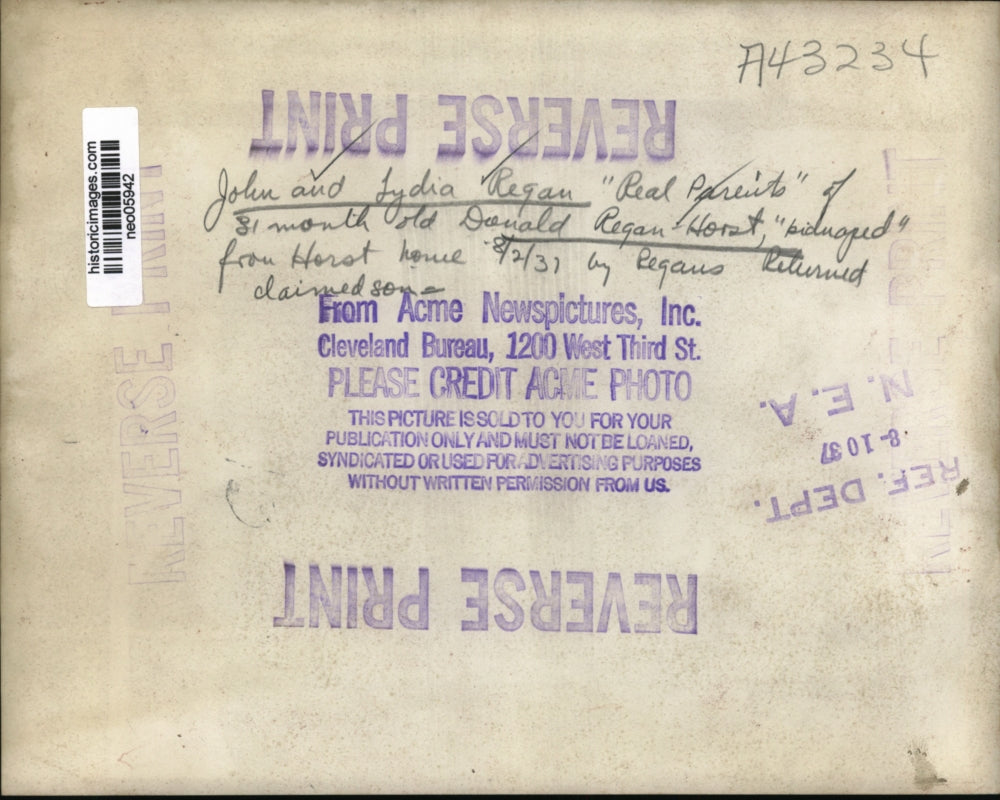 A43234
REVERSE PRINT
historicimages.com
neo05942
John and Lydia Regan "Real Parents" of
31 month old Donald Regan-Horst, "kidnaped"
from Horst home 8/2/37 by Regans Returned
claimed son
From Acme Newspictures, Inc.
Cleveland Bureau, 1200 West Third St.
PLEASE CREDIT ACME PHOTO
THIS PICTURE IS SOLD TO YOU FOR YOUR
PUBLICATION ONLY AND MUST NOT BE LOANED,
SYNDICATED OR USED FOR ADVERTISING PURPOSES
WITHOUT WRITTEN PERMISSION FROM US.
REVERSE PRINT
REF. DEPT.
8-10 37
N. E. A.
REVERSE PRINT